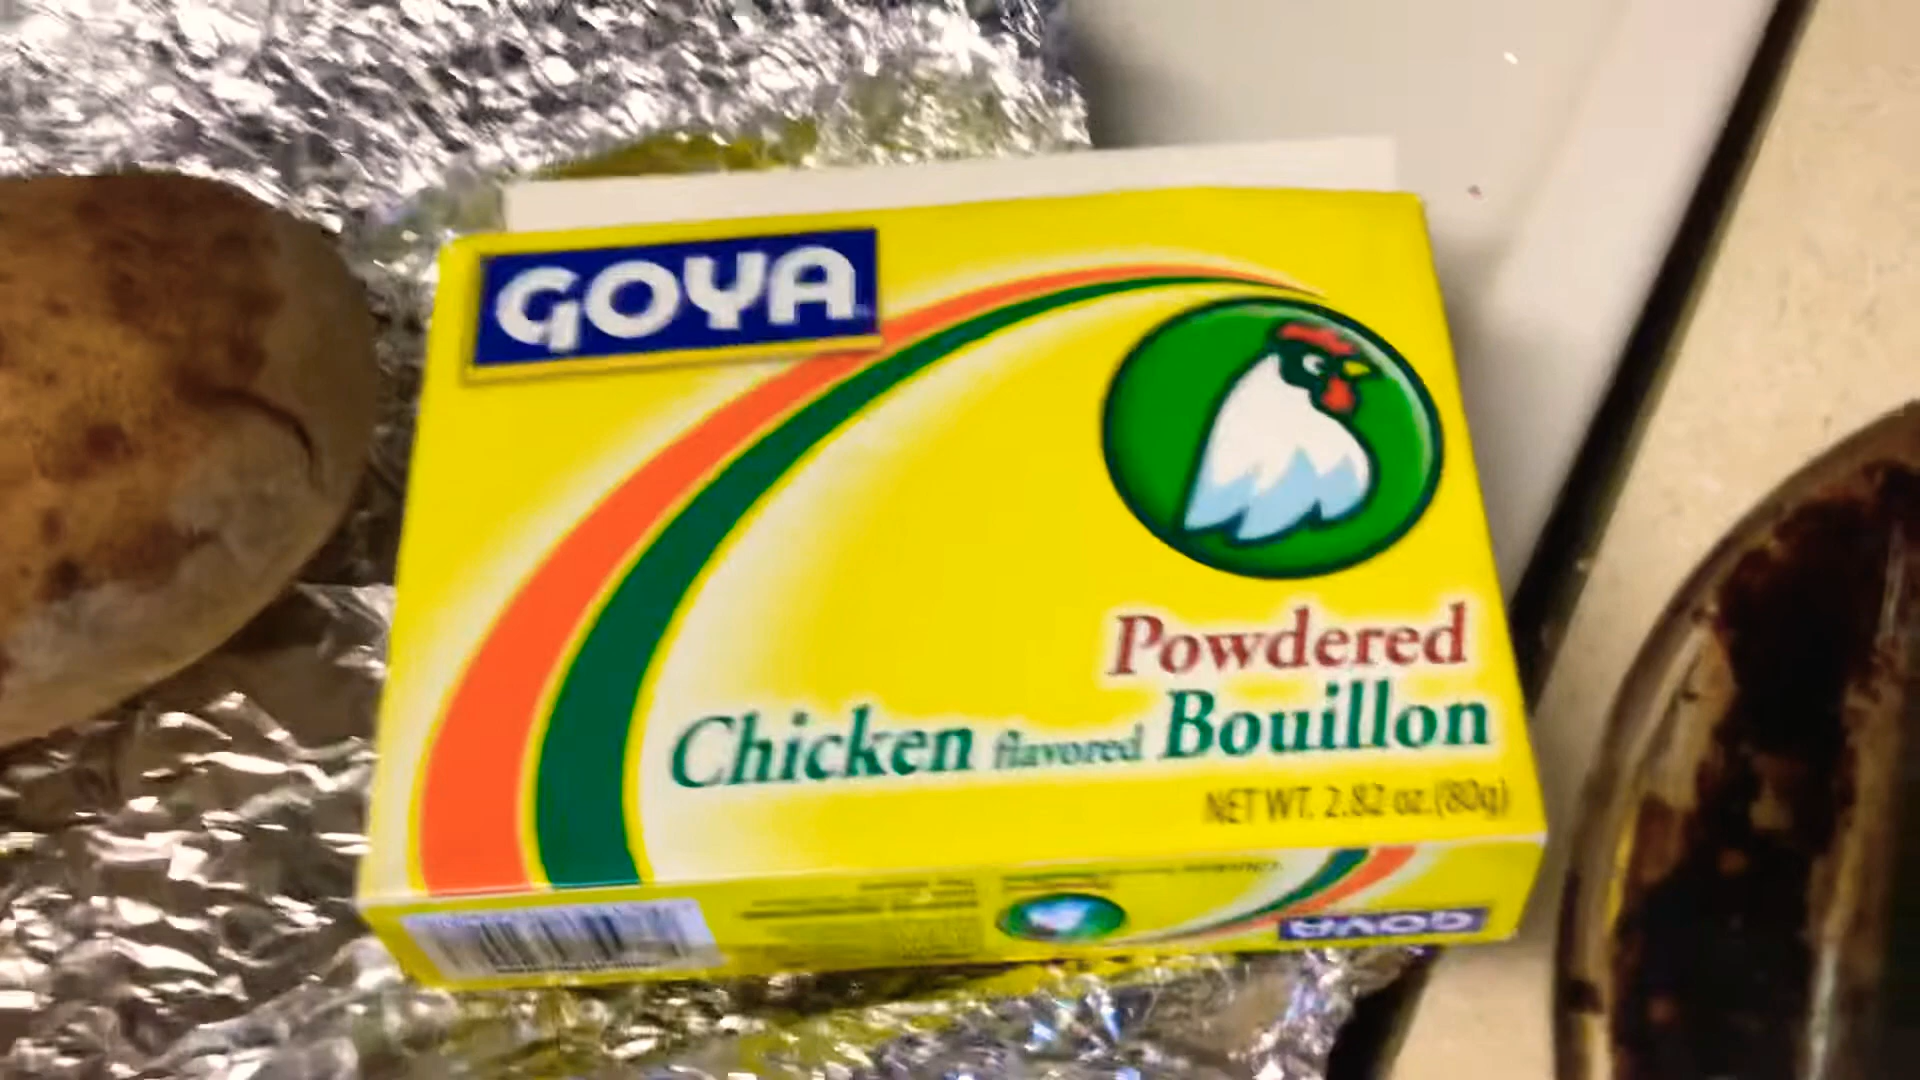 GOYA
Powdered
Chicken flavored Bouillon
NET WT. 2.82 oz.(80g)
GOYA